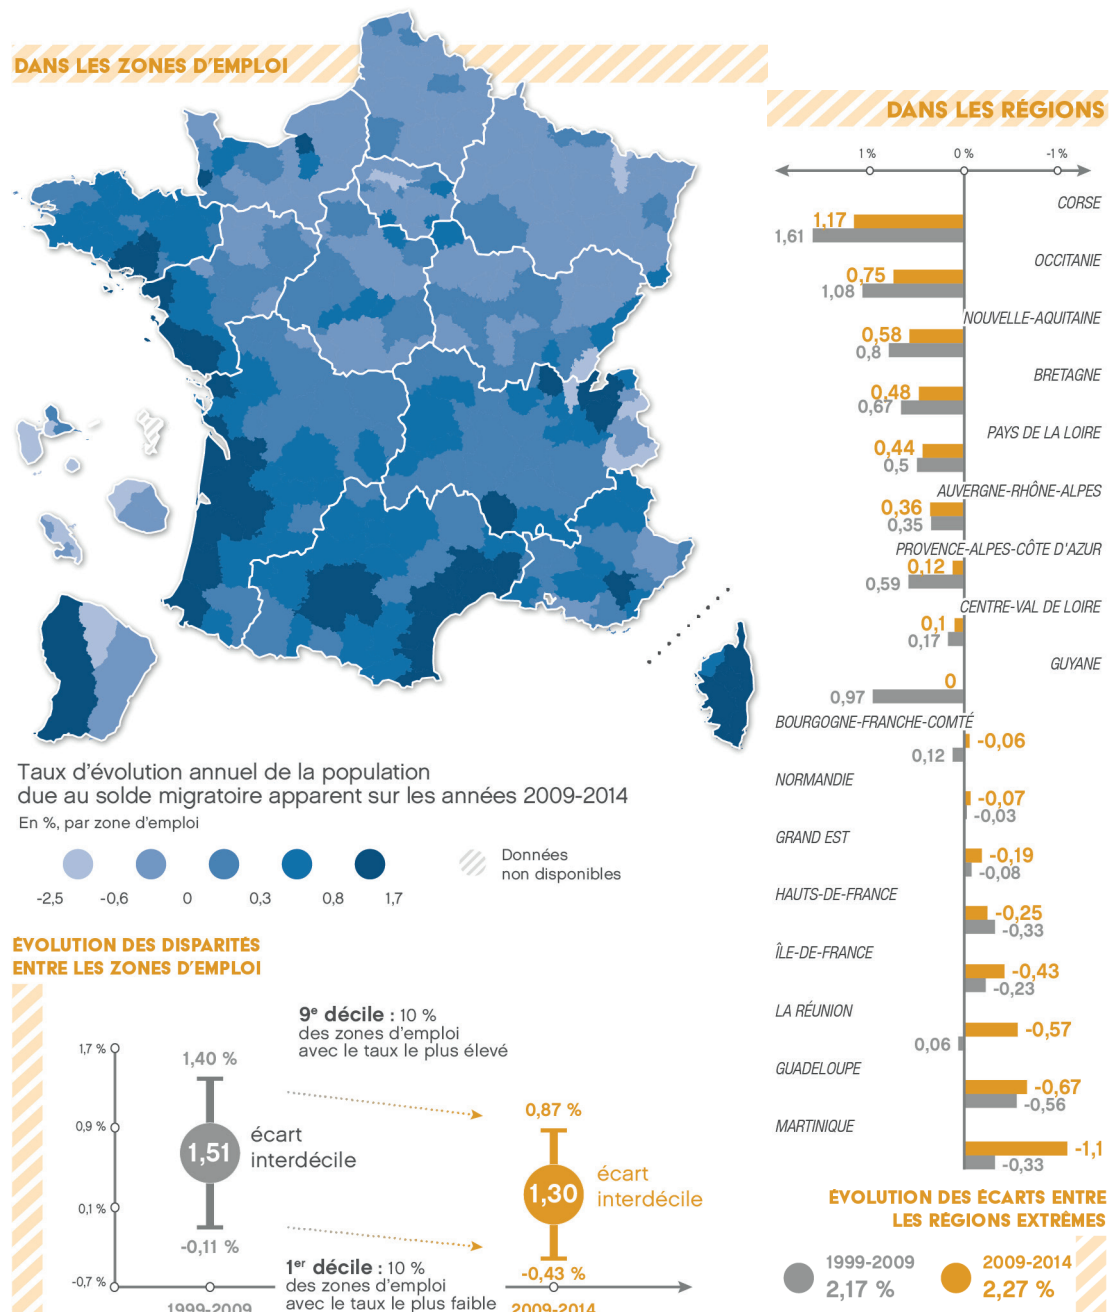 DANS LES ZONES D'EMPLOI
DANS LES RÉGIONS
1 %
0 %
-1 %
CORSE
1,17
1,61
OCCITANIE
0,75
1,08
NOUVELLE-AQUITAINE
0,58
0,8
BRETAGNE
0,48
0,67
PAYS DE LA LOIRE
0,44
0,5
AUVERGNE-RHÔNE-ALPES
0,36
0,35
PROVENCE-ALPES-CÔTE D'AZUR
0,12
0,59
CENTRE-VAL DE LOIRE
0,1
0,17
GUYANE
0
0,97
BOURGOGNE-FRANCHE-COMTÉ
-0,06
0,12
NORMANDIE
-0,07
-0,03
GRAND EST
-0,19
-0,08
HAUTS-DE-FRANCE
-0,25
-0,33
ÎLE-DE-FRANCE
-0,43
-0,23
LA RÉUNION
-0,57
0,06
GUADELOUPE
-0,67
-0,56
MARTINIQUE
-1,1
-0,33
ÉVOLUTION DES ÉCARTS ENTRE
LES RÉGIONS EXTRÊMES
1999-2009
2,17 %
2009-2014
2,27 %
Taux d'évolution annuel de la population
due au solde migratoire apparent sur les années 2009-2014
En %, par zone d'emploi
-2,5 -0,6 0 0,3 0,8 1,7
Données
non disponibles
ÉVOLUTION DES DISPARITÉS
ENTRE LES ZONES D'EMPLOI
9e décile : 10 %
des zones d'emploi
avec le taux le plus élevé
1,7 %
0,9 %
0,1 %
-0,7 %
1,40 %
1,51
écart
interdécile
-0,11 %
0,87 %
1,30
écart
interdécile
-0,43 %
1er décile : 10 %
des zones d'emploi
avec le taux le plus faible
1999-2009
2009-2014